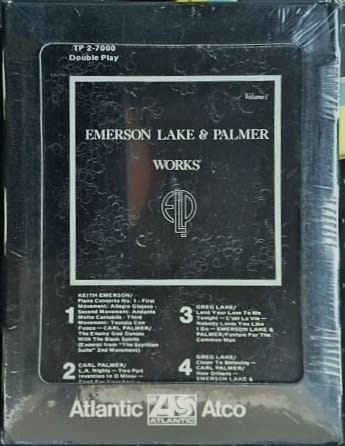 TP 2-7000
Double Play
Volume 1
EMERSON LAKE & PALMER
WORKS
ELP
1
KEITH EMERSON/
Piano Concerto No. 1 - First
Movement: Allegro Giojoso -
Second Movement: Andante
Molto Cantabile - Third
Movement: Toccata Con
Fuoco — CARL PALMER/
The Enemy God Dances
With The Black Spirits
(Excerpt from "The Scythian
Suite" 2nd Movement)
2
CARL PALMER/
L.A. Nights — Two Part
Invention In D Minor —
Food For Your Soul
3
GREG LAKE/
Lend Your Love To Me
Tonight — C'est La Vie —
Nobody Loves You Like
I Do — EMERSON LAKE &
PALMER/Fanfare For The
Common Man
4
GREG LAKE/
Closer To Believing —
CARL PALMER/
New Orleans —
EMERSON LAKE &
Atlantic
ATLANTIC
Atco